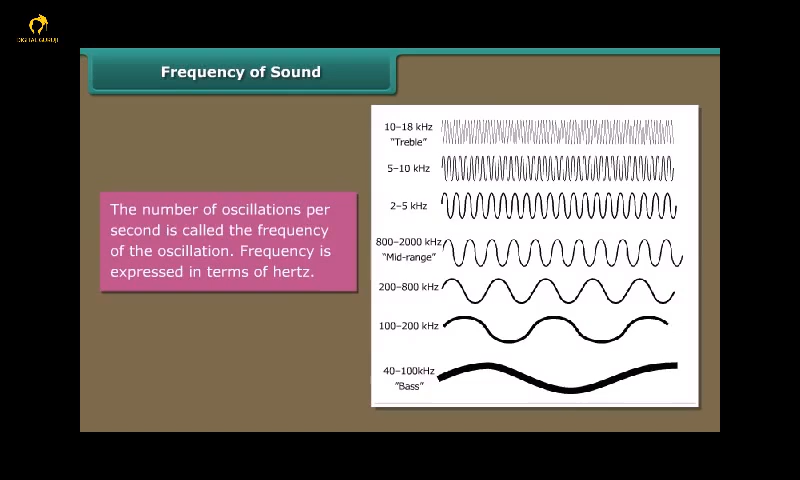 DIGITAL GURUJI
Frequency of Sound
The number of oscillations per
second is called the frequency
of the oscillation. Frequency is
expressed in terms of hertz.
10–18 kHz
"Treble"
5–10 kHz
2–5 kHz
800–2000 kHz
"Mid-range"
200–800 kHz
100–200 kHz
40–100kHz
"Bass"